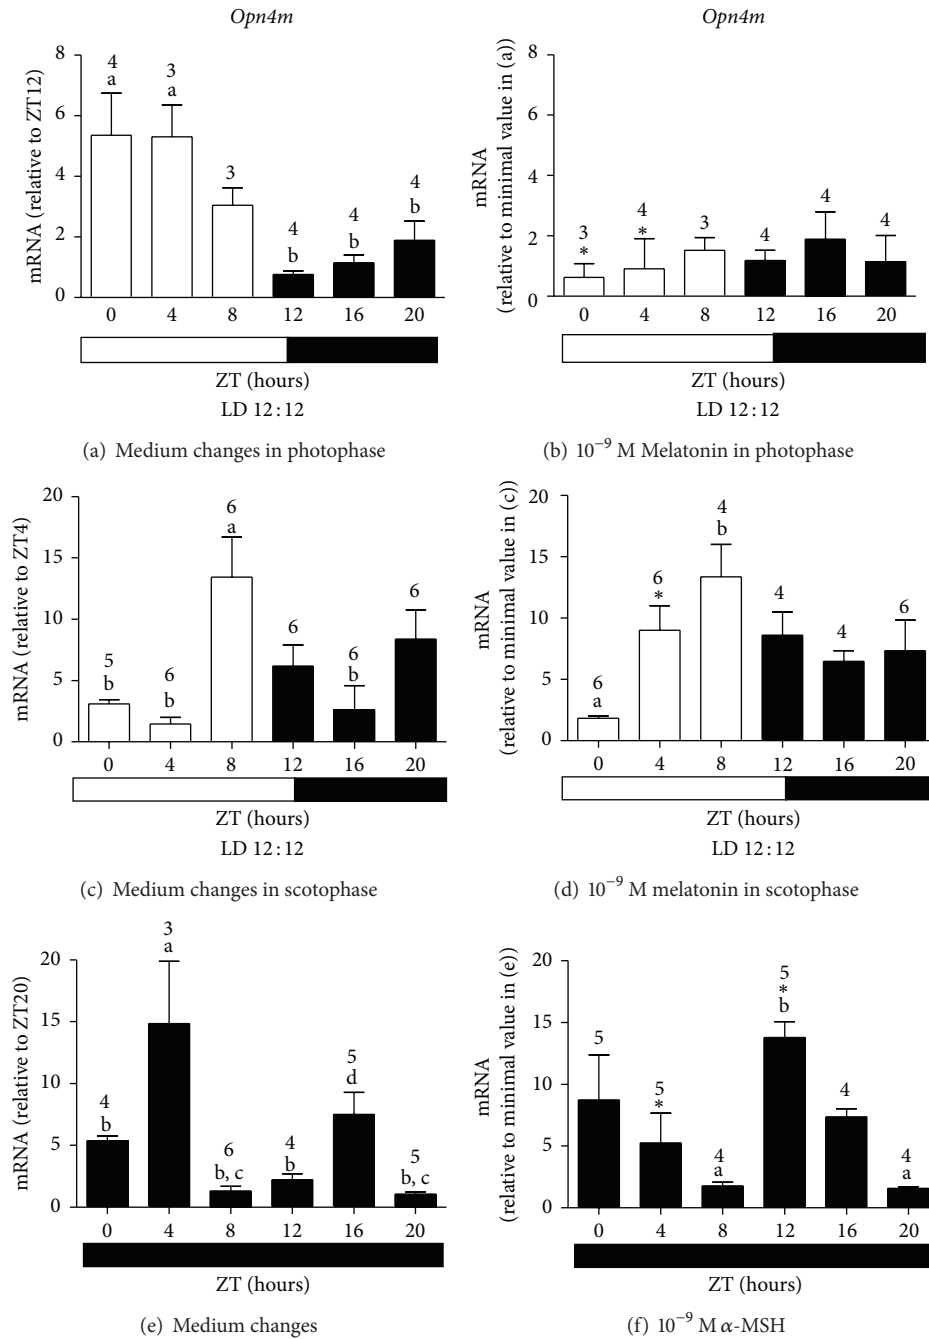 Opn4m
mRNA (relative to ZT12)
8
6
4
2
0
4
a
3
a
3
4
b
4
b
4
b
0 4 8 12 16 20
ZT (hours)
LD 12:12
(a) Medium changes in photophase
Opn4m
mRNA
(relative to minimal value in (a))
8
6
4
2
0
3
*
4
*
3
4
4
4
0 4 8 12 16 20
ZT (hours)
LD 12:12
(b) 10⁻⁹ M Melatonin in photophase
mRNA (relative to ZT4)
20
15
10
5
0
5
b
6
b
6
a
6
6
b
6
0 4 8 12 16 20
ZT (hours)
LD 12:12
(c) Medium changes in scotophase
mRNA
(relative to minimal value in (c))
20
15
10
5
0
6
a
6
*
4
b
4
4
6
0 4 8 12 16 20
ZT (hours)
LD 12:12
(d) 10⁻⁹ M melatonin in scotophase
mRNA (relative to ZT20)
20
15
10
5
0
4
b
3
a
6
b, c
4
b
5
d
5
b, c
0 4 8 12 16 20
ZT (hours)
(e) Medium changes
mRNA
(relative to minimal value in (e))
20
15
10
5
0
5
5
*
4
a
5
*
b
4
4
a
0 4 8 12 16 20
ZT (hours)
(f) 10⁻⁹ M α-MSH